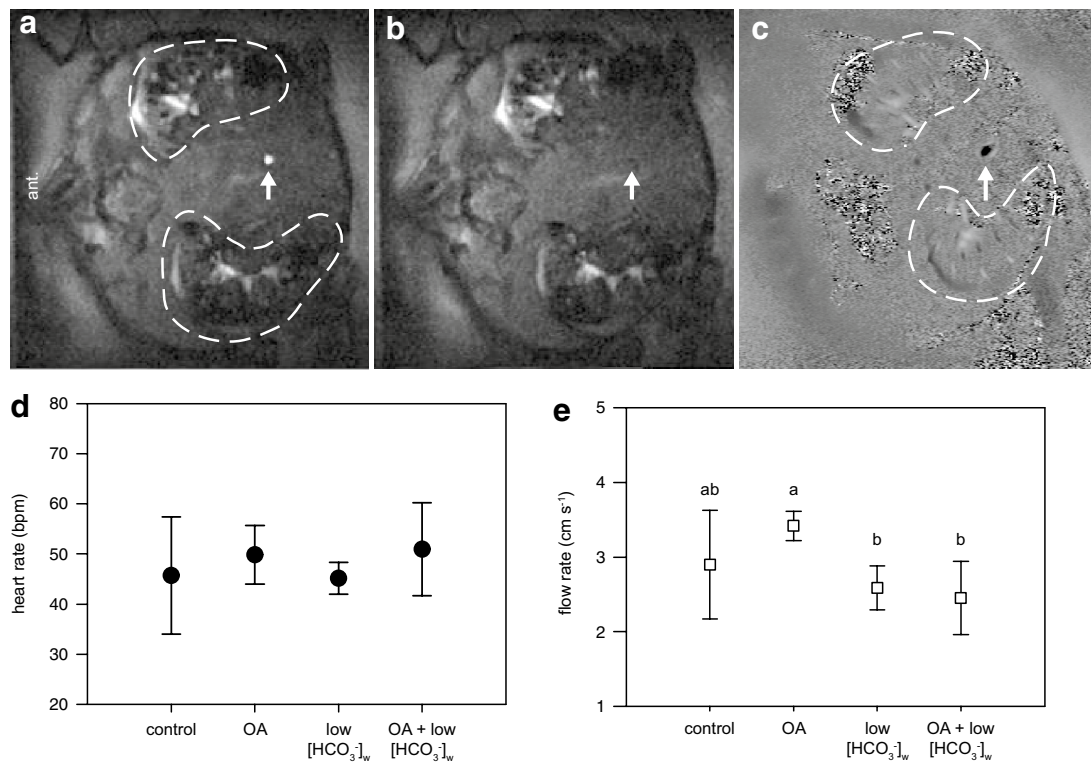 a
b
c
ant.
d
80
70
60
50
40
30
20
heart rate (bpm)
control
OA
low
[HCO₃⁻]w
OA + low
[HCO₃⁻]w
e
5
4
3
2
1
flow rate (cm s⁻¹)
ab
a
b
b
control
OA
low
[HCO₃⁻]w
OA + low
[HCO₃⁻]w